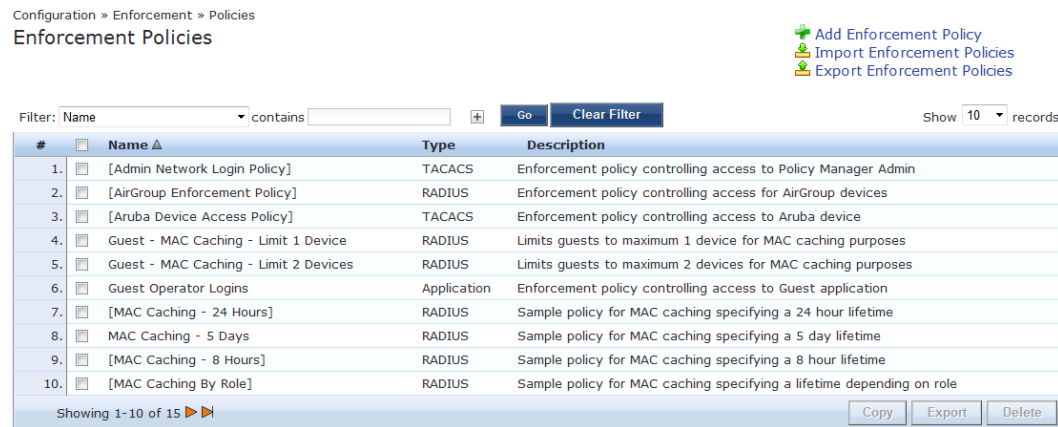 Configuration » Enforcement » Policies
Enforcement Policies
Add Enforcement Policy
Import Enforcement Policies
Export Enforcement Policies
Filter: Name contains + Go Clear Filter Show 10 records
# Name Type Description
1. [Admin Network Login Policy] TACACS Enforcement policy controlling access to Policy Manager Admin
2. [AirGroup Enforcement Policy] RADIUS Enforcement policy controlling access for AirGroup devices
3. [Aruba Device Access Policy] TACACS Enforcement policy controlling access to Aruba device
4. Guest - MAC Caching - Limit 1 Device RADIUS Limits guests to maximum 1 device for MAC caching purposes
5. Guest - MAC Caching - Limit 2 Devices RADIUS Limits guests to maximum 2 devices for MAC caching purposes
6. Guest Operator Logins Application Enforcement policy controlling access to Guest application
7. [MAC Caching - 24 Hours] RADIUS Sample policy for MAC caching specifying a 24 hour lifetime
8. MAC Caching - 5 Days RADIUS Sample policy for MAC caching specifying a 5 day lifetime
9. [MAC Caching - 8 Hours] RADIUS Sample policy for MAC caching specifying a 8 hour lifetime
10. [MAC Caching By Role] RADIUS Sample policy for MAC caching specifying a lifetime depending on role
Showing 1-10 of 15 Copy Export Delete